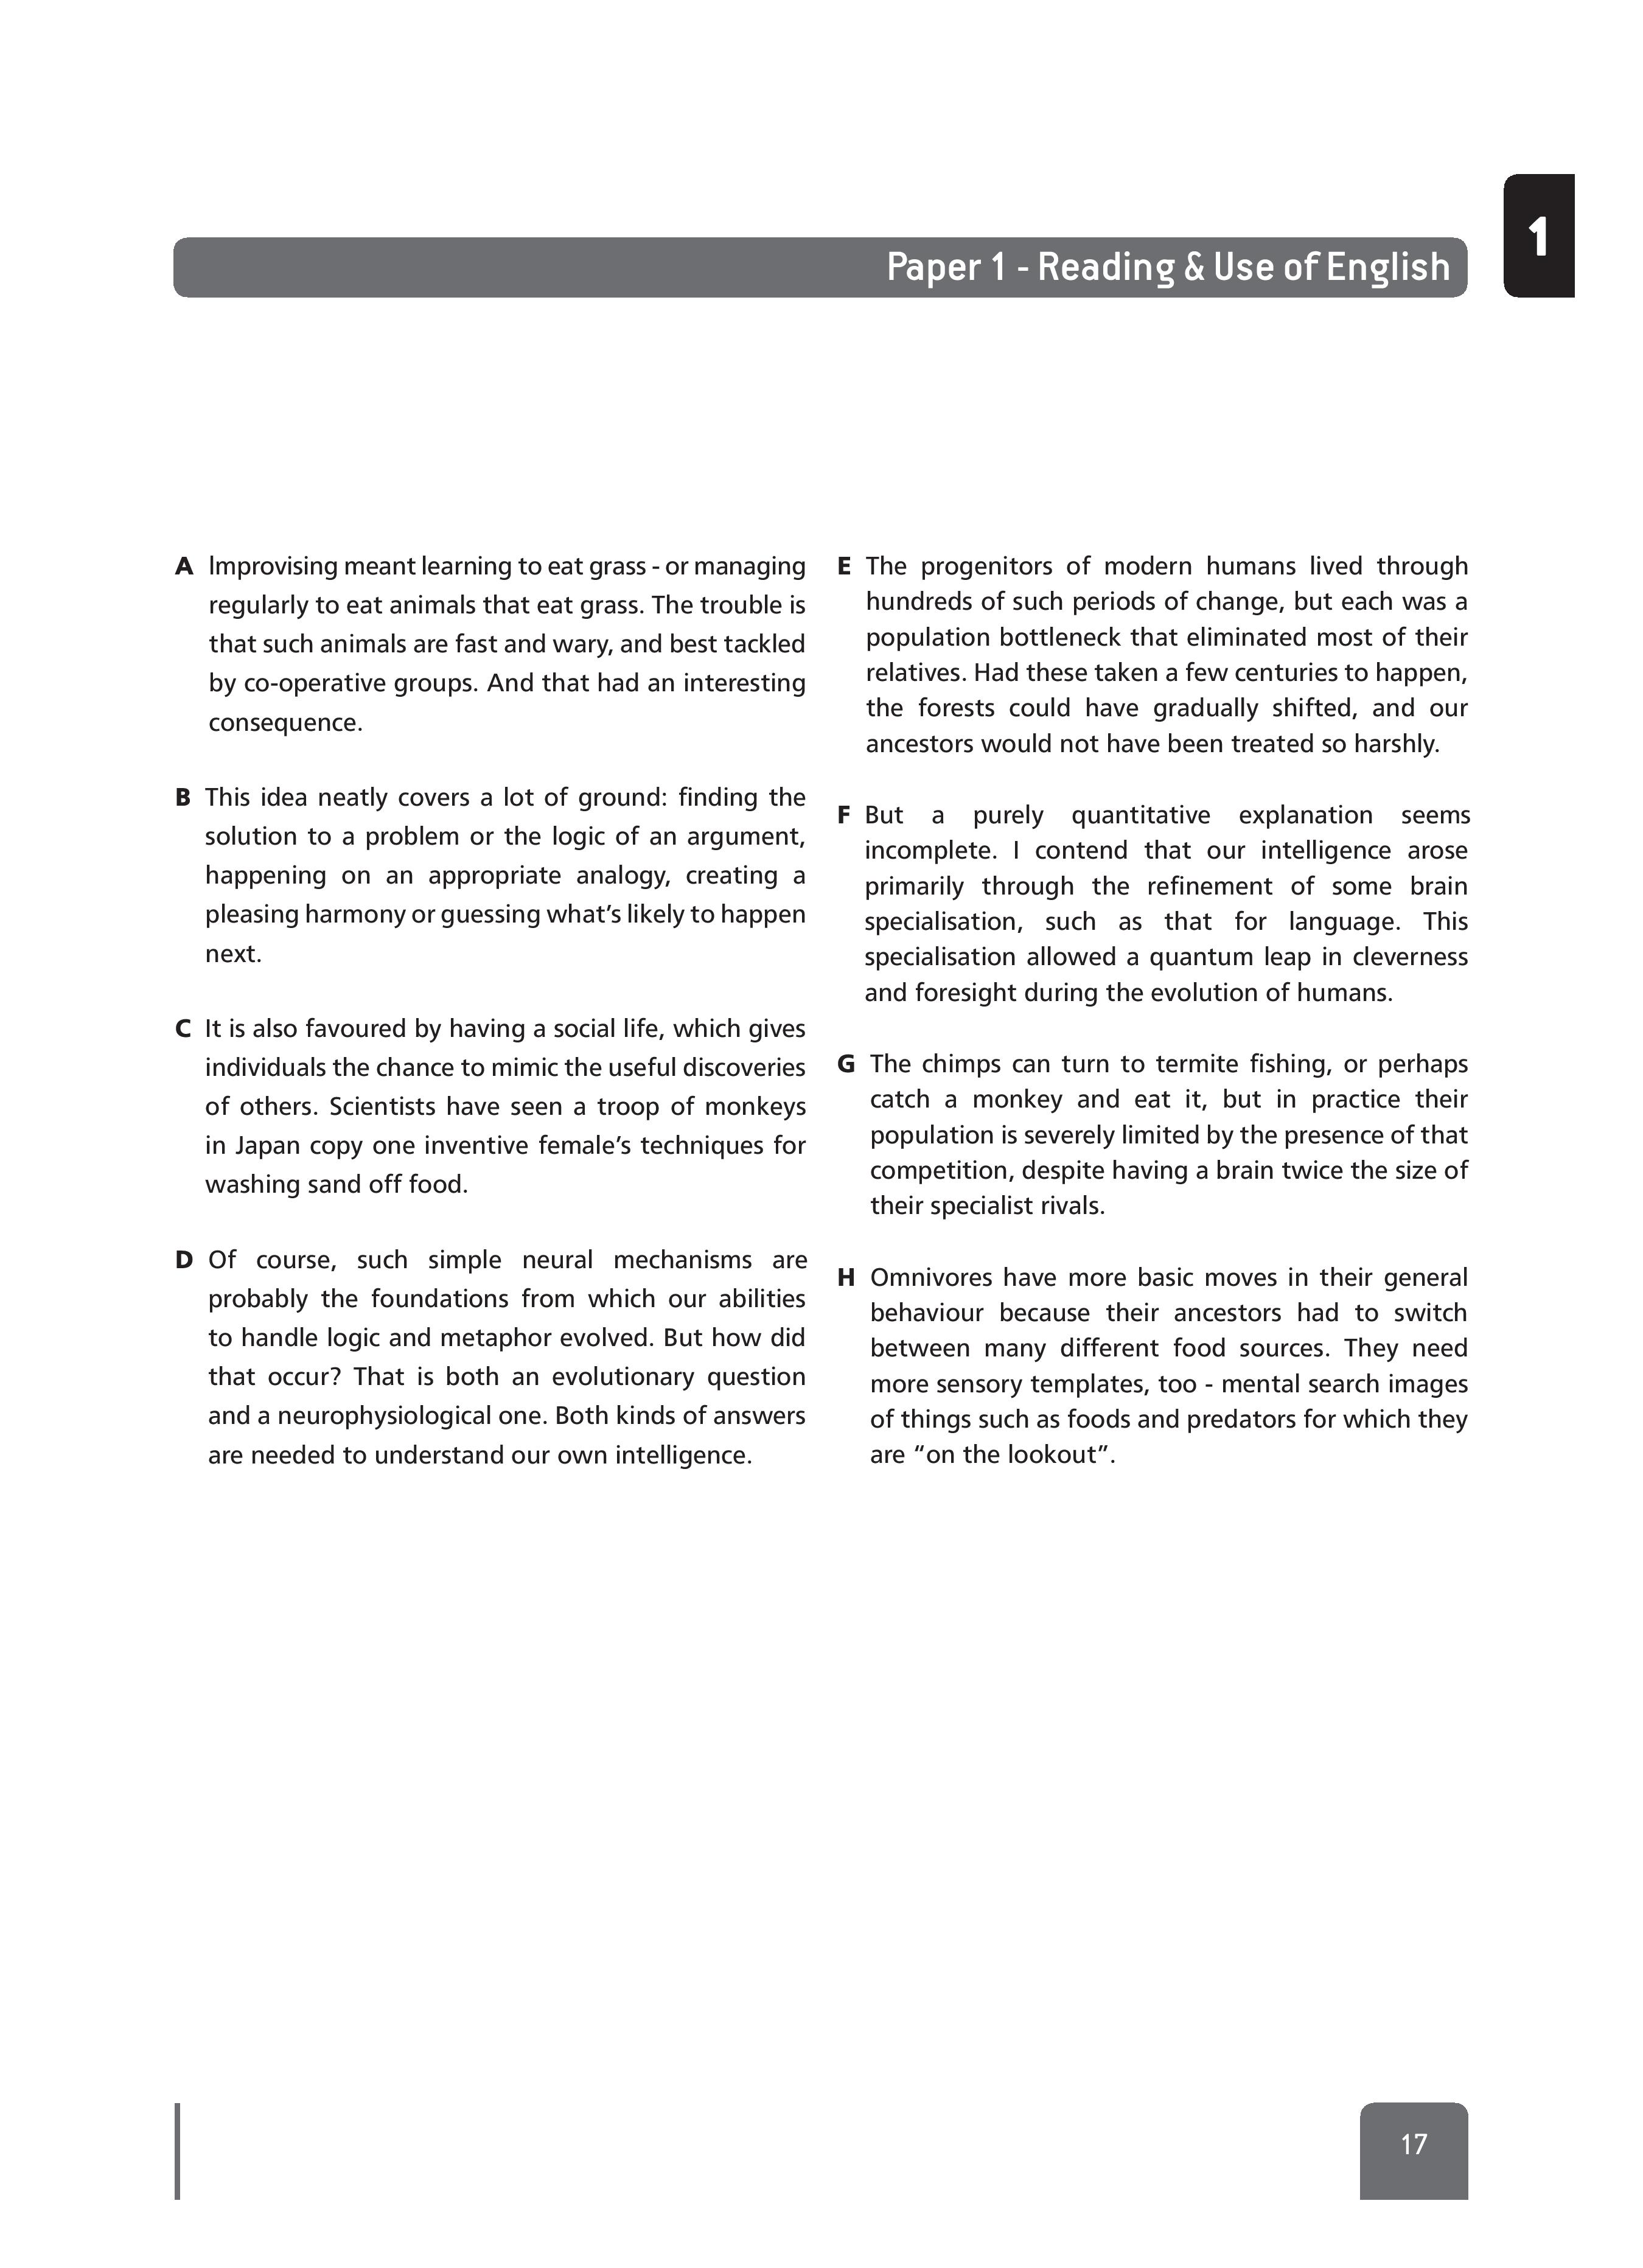 1
Paper 1 - Reading & Use of English
A Improvising meant learning to eat grass - or managing
regularly to eat animals that eat grass. The trouble is
that such animals are fast and wary, and best tackled
by co-operative groups. And that had an interesting
consequence.
B This idea neatly covers a lot of ground: finding the
solution to a problem or the logic of an argument,
happening on an appropriate analogy, creating a
pleasing harmony or guessing what’s likely to happen
next.
C It is also favoured by having a social life, which gives
individuals the chance to mimic the useful discoveries
of others. Scientists have seen a troop of monkeys
in Japan copy one inventive female’s techniques for
washing sand off food.
D Of course, such simple neural mechanisms are
probably the foundations from which our abilities
to handle logic and metaphor evolved. But how did
that occur? That is both an evolutionary question
and a neurophysiological one. Both kinds of answers
are needed to understand our own intelligence.
E The progenitors of modern humans lived through
hundreds of such periods of change, but each was a
population bottleneck that eliminated most of their
relatives. Had these taken a few centuries to happen,
the forests could have gradually shifted, and our
ancestors would not have been treated so harshly.
F But a purely quantitative explanation seems
incomplete. I contend that our intelligence arose
primarily through the refinement of some brain
specialisation, such as that for language. This
specialisation allowed a quantum leap in cleverness
and foresight during the evolution of humans.
G The chimps can turn to termite fishing, or perhaps
catch a monkey and eat it, but in practice their
population is severely limited by the presence of that
competition, despite having a brain twice the size of
their specialist rivals.
H Omnivores have more basic moves in their general
behaviour because their ancestors had to switch
between many different food sources. They need
more sensory templates, too - mental search images
of things such as foods and predators for which they
are “on the lookout”.
17